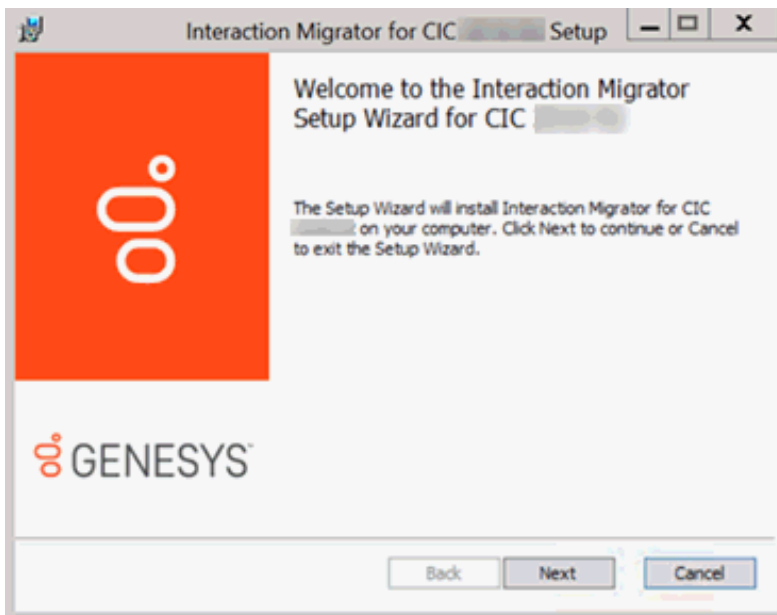 Interaction Migrator for CIC Setup
Welcome to the Interaction Migrator
Setup Wizard for CIC
The Setup Wizard will install Interaction Migrator for CIC
on your computer. Click Next to continue or Cancel
to exit the Setup Wizard.
GENESYS™
Back
Next
Cancel